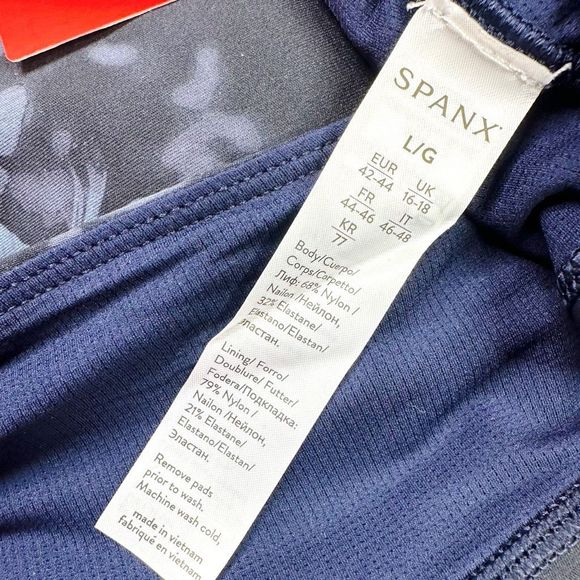 SPANX
L/G
EUR UK
42-44 16-18
FR IT
44-46 46-48
KR
77
Body/Cuerpo/
Corps/Corpetto/
Лиф: 68% Nylon /
Nailon /Нейлон,
32% Elastane/
Elastano/Elastan/
Эластан.
Lining/ Forro/
Doublure/ Futter/
Fodera/Подкладка:
79% Nylon /
Nailon /Нейлон,
21% Elastane/
Elastano/Elastan/
Эластан.
Remove pads
prior to wash.
Machine wash cold,
made in vietnam
fabriqué en vietnam